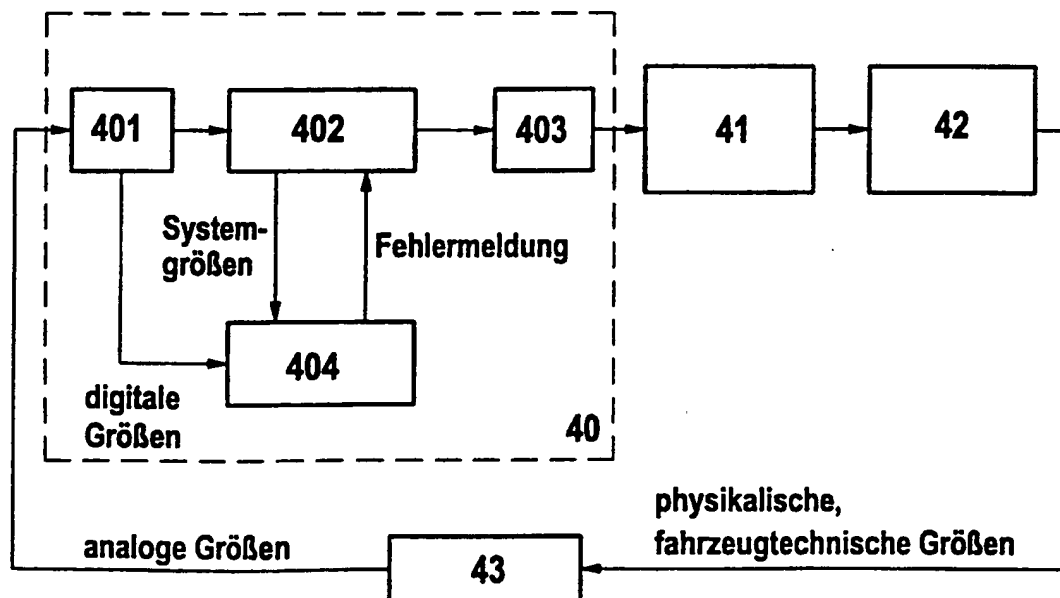 401
402
403
41
42
System-
größen
Fehlermeldung
404
digitale
Größen
40
physikalische,
fahrzeugtechnische Größen
analoge Größen
43